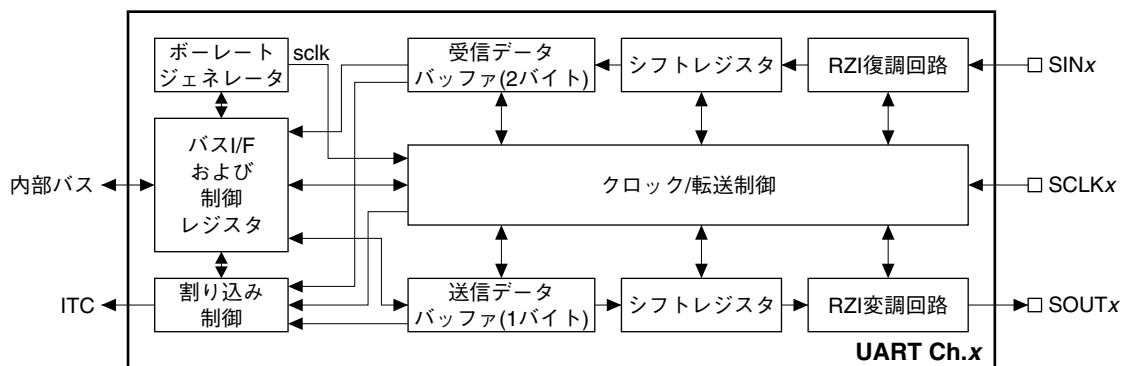 ボーレート
ジェネレータ
sclk
受信データ
バッファ(2バイト)
シフトレジスタ
RZI復調回路
SINx
バスI/F
および
制御
レジスタ
内部バス
クロック/転送制御
SCLKx
ITC
割り込み
制御
送信データ
バッファ(1バイト)
シフトレジスタ
RZI変調回路
SOUTx
UART Ch.x